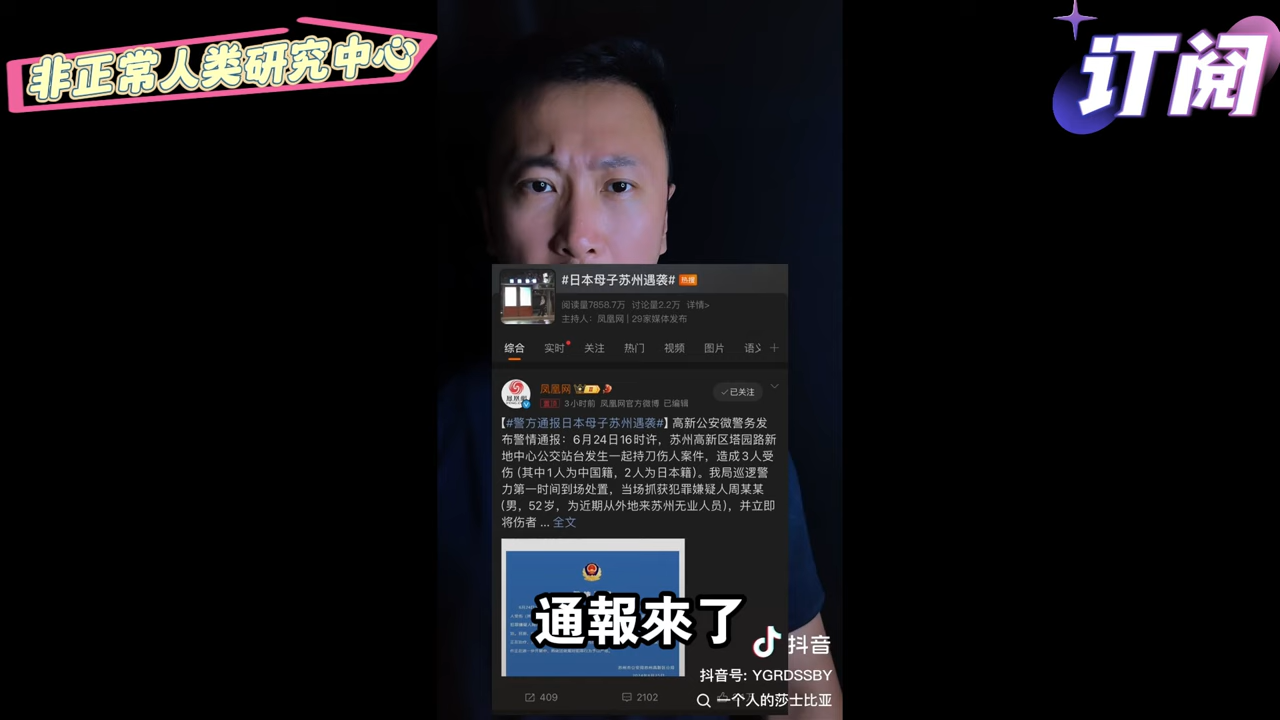 非正常人类研究中心
订阅
#日本母子苏州遇袭# 热搜
阅读量7858.7万 讨论量2.2万 详情>
主持人：凤凰网 | 29家媒体发布
综合 实时 关注 热门 视频 图片
凤凰网
3小时前 凤凰网官方微博 已编辑
✓已关注
【#警方通报日本母子苏州遇袭#】高新公安微警务发
布警情通报：6月24日16时许，苏州高新区塔园路新
地中心公交站台发生一起持刀伤人案件，造成3人受
伤 (其中1人为中国籍，2人为日本籍)。我局巡逻警
力第一时间到场处置，当场抓获犯罪嫌疑人周某某
(男，52岁，为近期从外地来苏州无业人员)，并立即
将伤者 ... 全文
通報來了
409 2102
抖音
抖音号: YGRDSSBY
一个人的莎士比亚